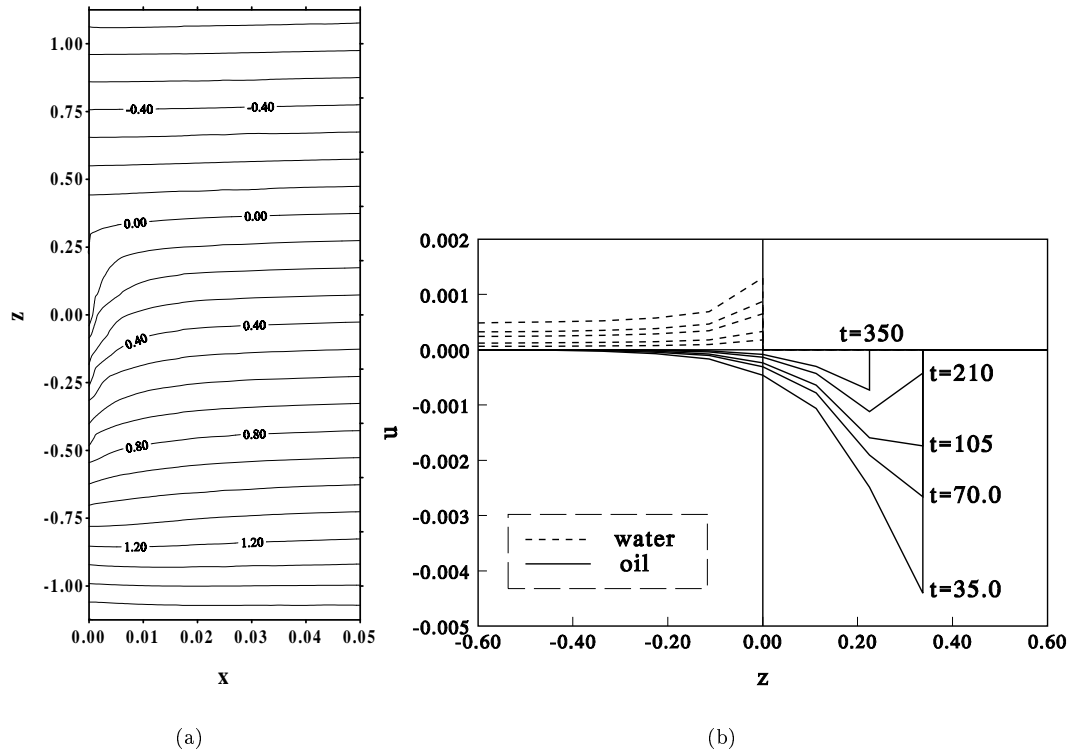 1.00
0.75
0.50
0.25
0.00
-0.25
-0.50
-0.75
-1.00
z
-0.40 -0.40
0.00 0.00
0.40 0.40
0.80 0.80
1.20 1.20
0.00 0.01 0.02 0.03 0.04 0.05
x
(a)
0.002
0.001
0.000
-0.001
-0.002
-0.003
-0.004
-0.005
u
t=350
t=210
t=105
t=70.0
t=35.0
water
oil
-0.60 -0.40 -0.20 0.00 0.20 0.40 0.60
z
(b)